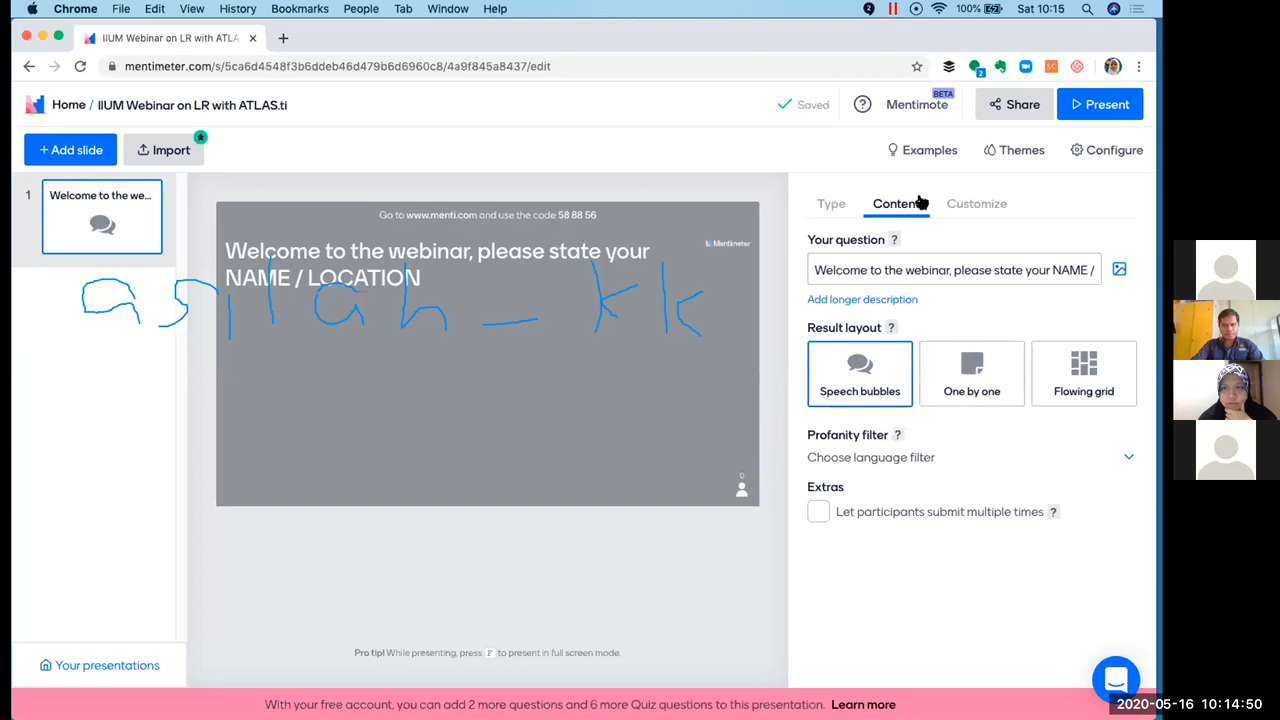 Chrome File Edit View History Bookmarks People Tab Window Help 2 100% Sat 10:15
IIUM Webinar on LR with ATLA
mentimeter.com/s/5ca6d4548f3b6ddeb46d479b6d6960c8/4a9f845a8437/edit SC 2
Home / IIUM Webinar on LR with ATLAS.ti Saved ? Mentimote BETA Share Present
+ Add slide Import Examples Themes Configure
1 Welcome to the we...
Go to www.menti.com and use the code 58 88 56
Welcome to the webinar, please state your
NAME / LOCATION
Mentimeter
asilah_kk
0
Type Content Customize
Your question ?
Welcome to the webinar, please state your NAME /
Add longer description
Result layout ?
Speech bubbles One by one Flowing grid
Profanity filter ?
Choose language filter
Extras
Let participants submit multiple times ?
Pro tip! While presenting, press F to present in full screen mode.
Your presentations
With your free account, you can add 2 more questions and 6 more Quiz questions to this presentation. Learn more
2020-05-16 10:14:50